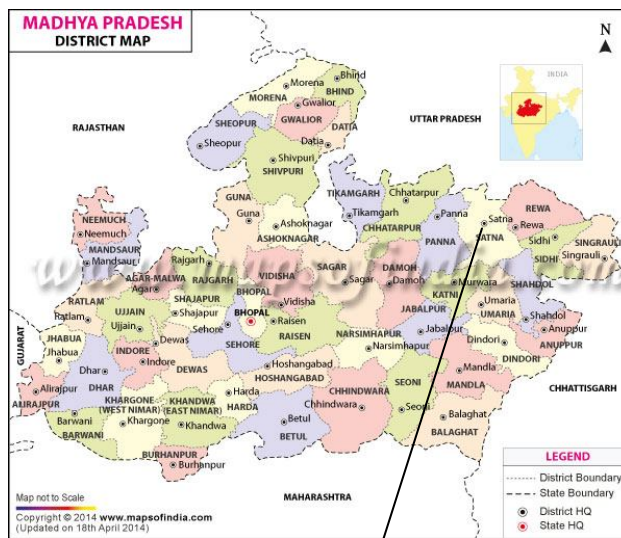 MADHYA PRADESH
DISTRICT MAP
N
INDIA
RAJASTHAN
UTTAR PRADESH
GUJARAT
CHHATTISGARH
MAHARASHTRA
Morena
MORENA
Bhind
BHIND
Gwalior
GWALIOR
SHEOPUR
Sheopur
DATIA
Datia
Shivpuri
SHIVPURI
TIKAMGARH
Tikamgarh
Chhatarpur
CHHATARPUR
Panna
PANNA
Satna
SATNA
REWA
Rewa
Sidhi
SIDHI
SINGRAULI
Singrauli
GUNA
Guna
Ashoknagar
ASHOKNAGAR
NEEMUCH
Neemuch
MANDSAUR
Mandsaur
www.mapsofindia.com
Rajgarh
RAJGARH
AGAR-MALWA
Agar
VIDISHA
Vidisha
SAGAR
Sagar
DAMOH
Damoh
Murwara
KATNI
SHAHDOL
Shahdol
Umaria
UMARIA
RATLAM
Ratlam
UJJAIN
Ujjain
SHAJAPUR
Shajapur
BHOPAL
BHOPAL
Sehore
SEHORE
Raisen
RAISEN
JABALPUR
Jabalpur
Anuppur
ANUPPUR
Dindori
DINDORI
JHABUA
Jhabua
Dewas
DEWAS
INDORE
Indore
NARSIMHAPUR
Narsimhapur
Mandla
MANDLA
Dhar
DHAR
Alirajpur
ALIRAJPUR
Hoshangabad
HOSHANGABAD
Harda
HARDA
CHHINDWARA
Chhindwara
SEONI
Seoni
Balaghat
BALAGHAT
KHARGONE
(WEST NIMAR)
Khargone
KHANDWA
(EAST NIMAR)
Khandwa
Barwani
BARWANI
Betul
BETUL
BURHANPUR
Burhanpur
LEGEND
District Boundary
State Boundary
District HQ
State HQ
Map not to Scale
Copyright © 2014 www.mapsofindia.com
(Updated on 18th April 2014)